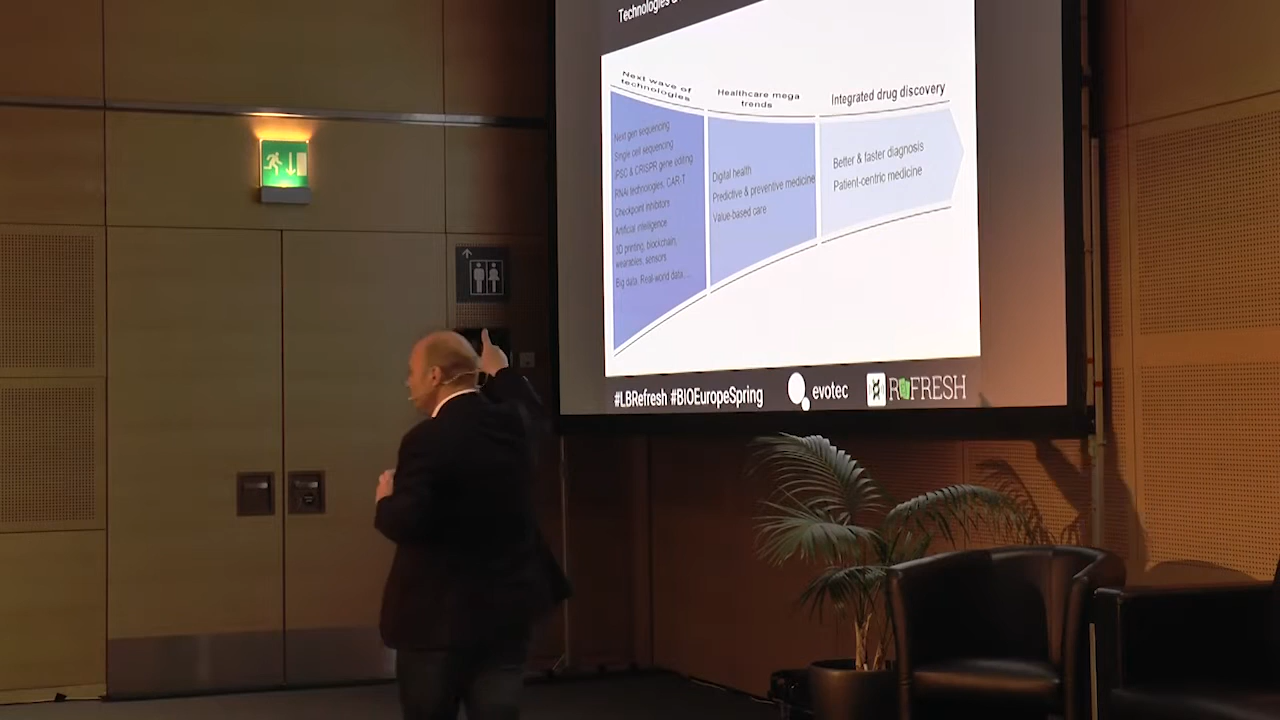 Technologies &
Next wave of
technologies
Healthcare mega
trends
Integrated drug discovery
Next gen sequencing
Single cell sequencing
iPSC & CRISPR gene editing
RNAi technologies, CAR-T
Checkpoint inhibitors
Artificial intelligence
3D printing, blockchain,
wearables, sensors
Big data, Real-world data, ...
Digital health
Predictive & preventive medicine
Value-based care
Better & faster diagnosis
Patient-centric medicine
#LBRefresh #BIOEuropeSpring
evotec
REFRESH